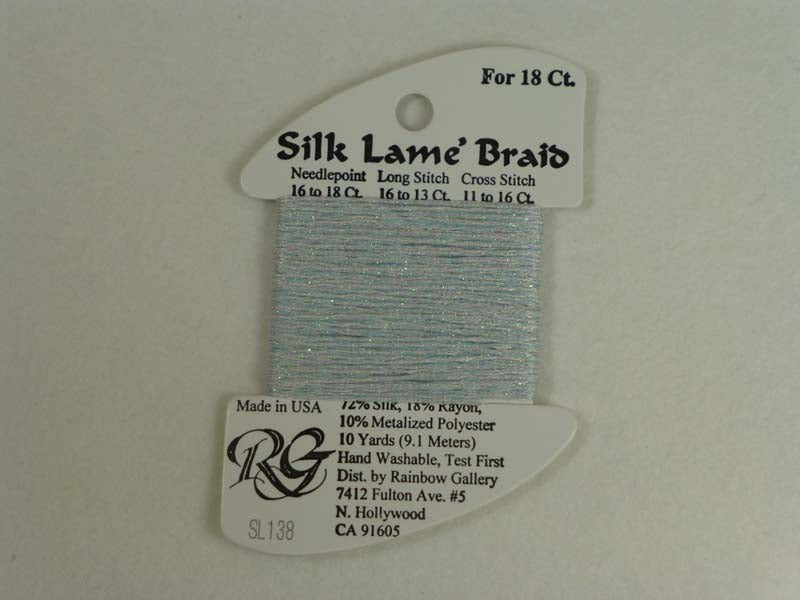 For 18 Ct.
Silk Lame' Braid
Needlepoint Long Stitch Cross Stitch
16 to 18 Ct. 16 to 13 Ct. 11 to 16 Ct.
Made in USA
72% Silk, 18% Rayon,
10% Metalized Polyester
10 Yards (9.1 Meters)
Hand Washable, Test First
Dist. by Rainbow Gallery
7412 Fulton Ave. #5
N. Hollywood
CA 91605
RG
SL138